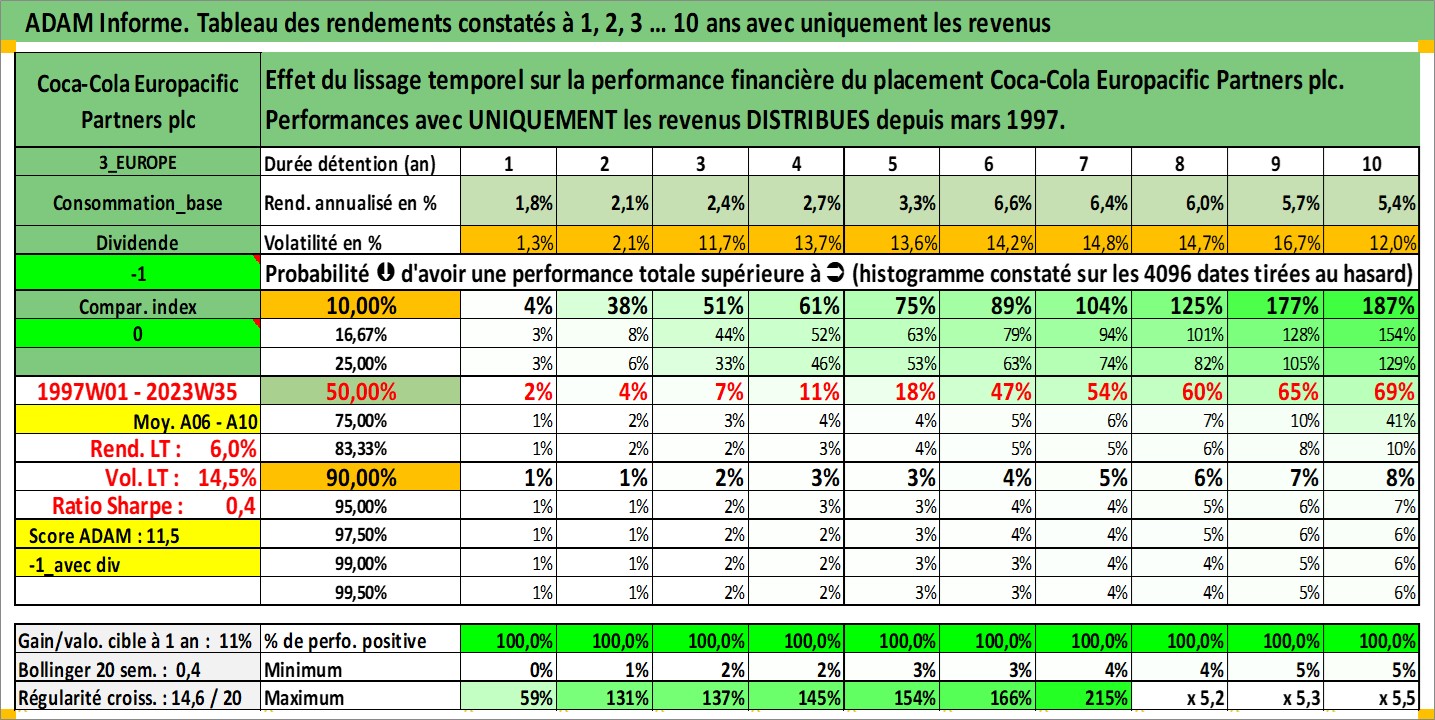 ADAM Informe. Tableau des rendements constatés à 1, 2, 3 ... 10 ans avec uniquement les revenus
Coca-Cola Europacific Partners plc
Effet du lissage temporel sur la performance financière du placement Coca-Cola Europacific Partners plc.
Performances avec UNIQUEMENT les revenus DISTRIBUES depuis mars 1997.
3_EUROPE Durée détention (an) 1 2 3 4 5 6 7 8 9 10
Consommation_base Rend. annualisé en % 1,8% 2,1% 2,4% 2,7% 3,3% 6,6% 6,4% 6,0% 5,7% 5,4%
Dividende Volatilité en % 1,3% 2,1% 11,7% 13,7% 13,6% 14,2% 14,8% 14,7% 16,7% 12,0%
-1 Probabilité d'avoir une performance totale supérieure à (histogramme constaté sur les 4096 dates tirées au hasard)
Compar. index 10,00% 4% 38% 51% 61% 75% 89% 104% 125% 177% 187%
0 16,67% 3% 8% 44% 52% 63% 79% 94% 101% 128% 154%
25,00% 3% 6% 33% 46% 53% 63% 74% 82% 105% 129%
1997W01 - 2023W35 50,00% 2% 4% 7% 11% 18% 47% 54% 60% 65% 69%
Moy. A06 - A10 75,00% 1% 2% 3% 4% 4% 5% 6% 7% 10% 41%
Rend. LT : 6,0% 83,33% 1% 2% 2% 3% 4% 5% 5% 6% 8% 10%
Vol. LT : 14,5% 90,00% 1% 1% 2% 3% 3% 4% 5% 6% 7% 8%
Ratio Sharpe : 0,4 95,00% 1% 1% 2% 3% 3% 4% 4% 5% 6% 7%
Score ADAM : 11,5 97,50% 1% 1% 2% 2% 3% 4% 4% 5% 6% 6%
-1_avec div 99,00% 1% 1% 2% 2% 3% 3% 4% 4% 5% 6%
99,50% 1% 1% 2% 2% 3% 3% 4% 4% 5% 6%
Gain/valo. cible à 1 an : 11% % de perfo. positive 100,0% 100,0% 100,0% 100,0% 100,0% 100,0% 100,0% 100,0% 100,0% 100,0%
Bollinger 20 sem. : 0,4 Minimum 0% 1% 2% 2% 3% 3% 4% 4% 5% 5%
Régularité croiss. : 14,6 / 20 Maximum 59% 131% 137% 145% 154% 166% 215% x 5,2 x 5,3 x 5,5